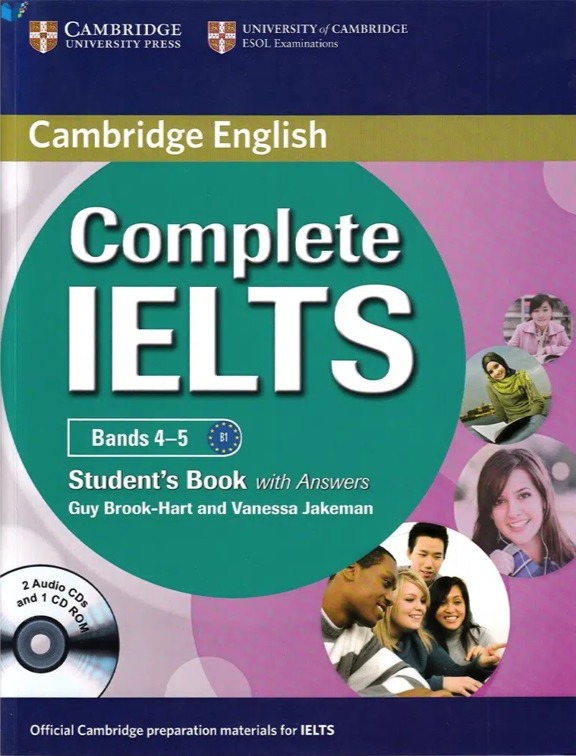 CAMBRIDGE
UNIVERSITY PRESS
UNIVERSITY of CAMBRIDGE
ESOL Examinations
Cambridge English
Complete
IELTS
Bands 4–5
B1
Student's Book with Answers
Guy Brook-Hart and Vanessa Jakeman
2 Audio CDs
and 1 CD ROM
Official Cambridge preparation materials for IELTS